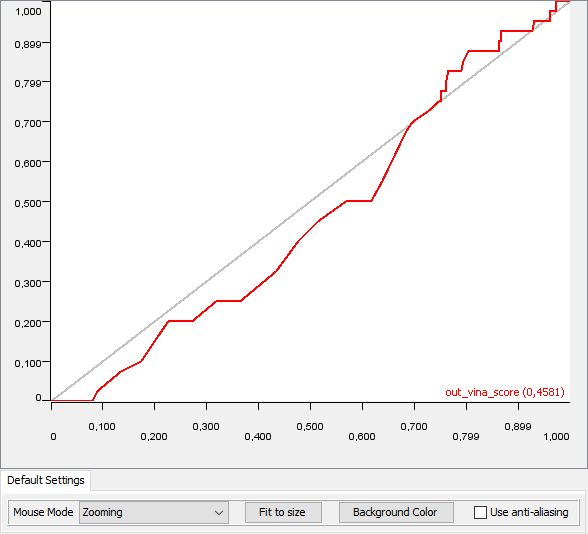 1,000
0,899
0,799
0,700
0,600
0,500
0,400
0,300
0,200
0,100
0
out_vina_score (0,4581)
0 0,100 0,200 0,300 0,400 0,500 0,600 0,700 0,799 0,899 1,000
Default Settings
Mouse Mode Zooming Fit to size Background Color Use anti-aliasing